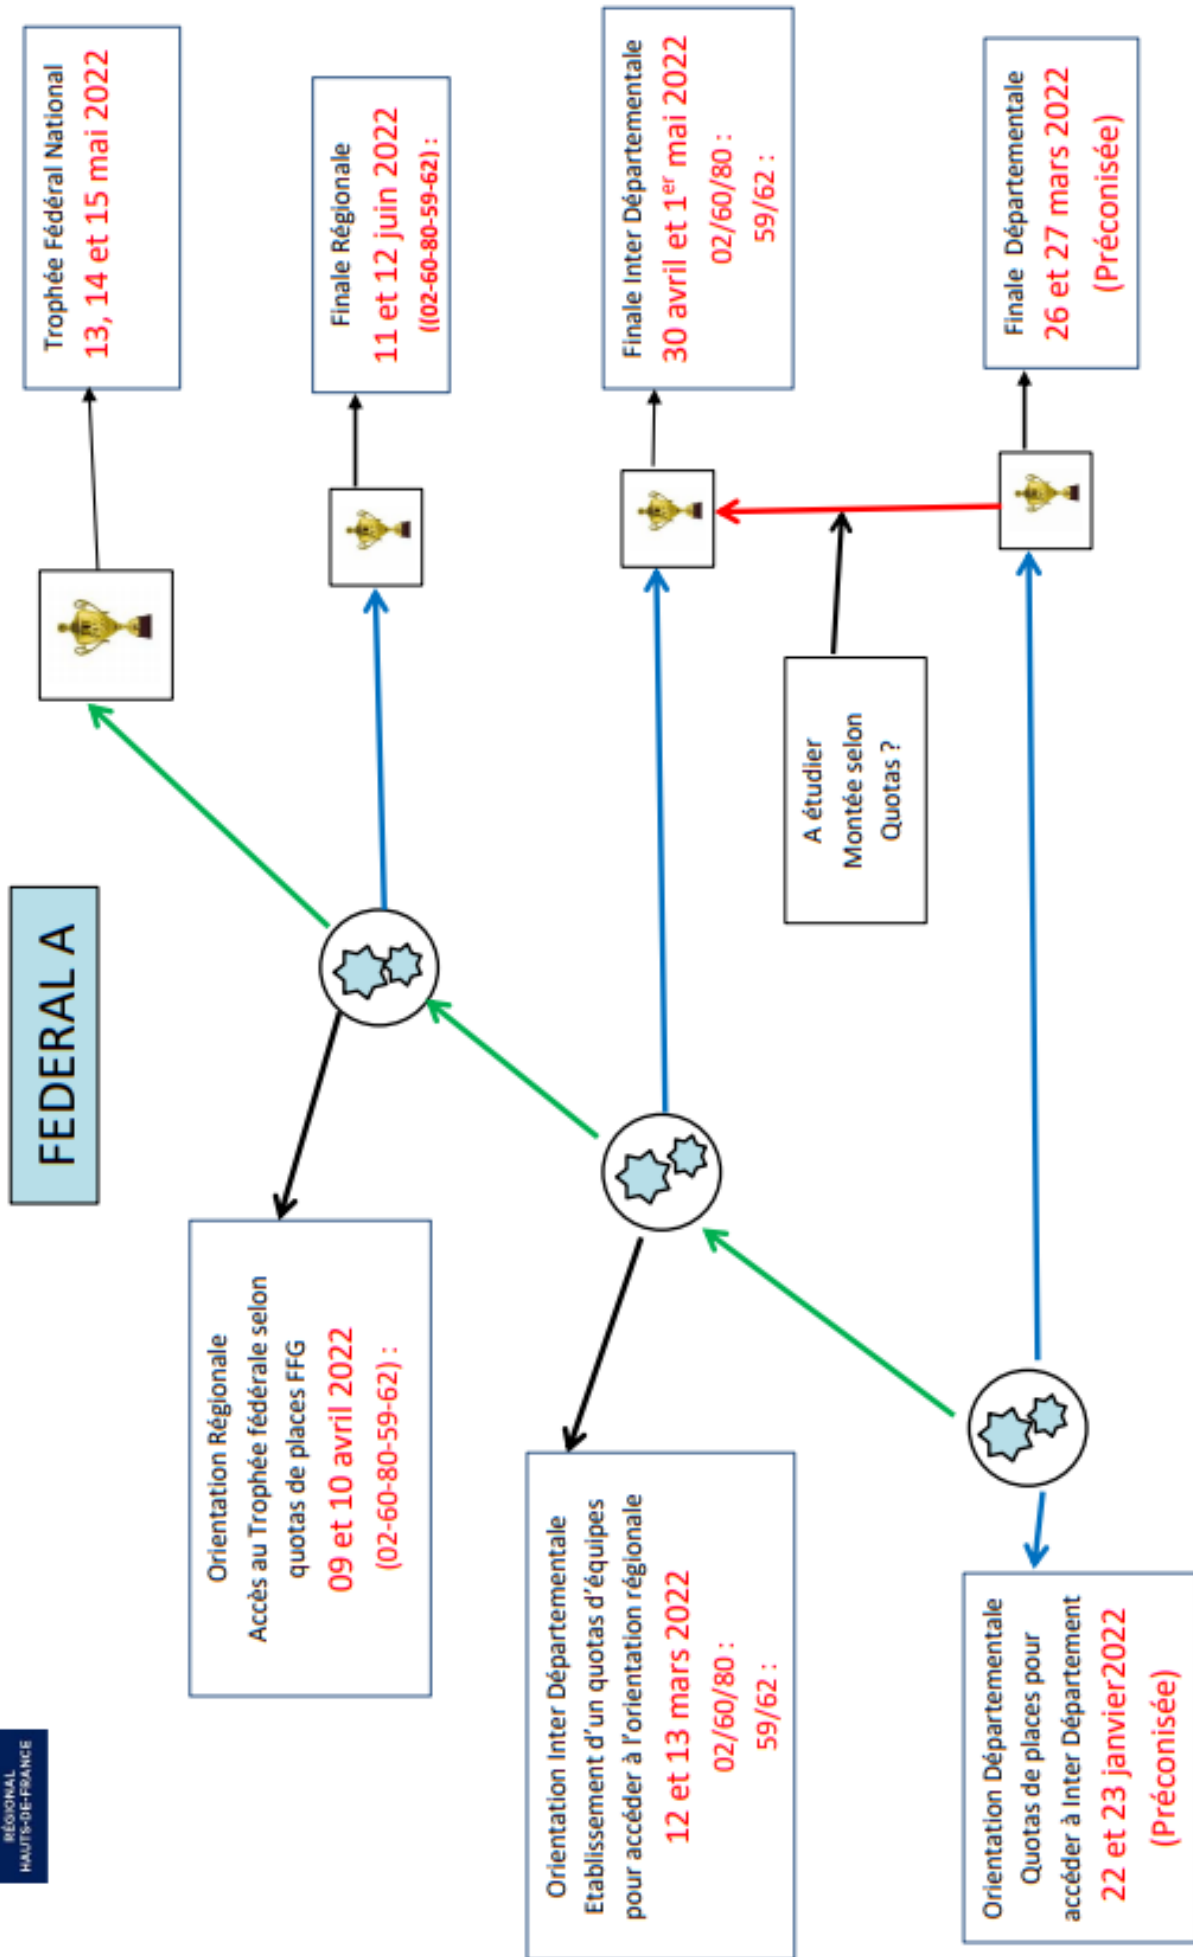 RÉGIONAL
HAUTS-DE-FRANCE
FEDERAL A
Trophée Fédéral National
13, 14 et 15 mai 2022
Orientation Régionale
Accès au Trophée fédérale selon
quotas de places FFG
09 et 10 avril 2022
(02-60-80-59-62) :
Finale Régionale
11 et 12 juin 2022
((02-60-80-59-62) :
Orientation Inter Départementale
Etablissement d'un quotas d'équipes
pour accéder à l'orientation régionale
12 et 13 mars 2022
02/60/80 :
59/62 :
Finale Inter Départementale
30 avril et 1er mai 2022
02/60/80 :
59/62 :
A étudier
Montée selon
Quotas ?
Orientation Départementale
Quotas de places pour
accéder à Inter Département
22 et 23 janvier2022
(Préconisée)
Finale Départementale
26 et 27 mars 2022
(Préconisée)